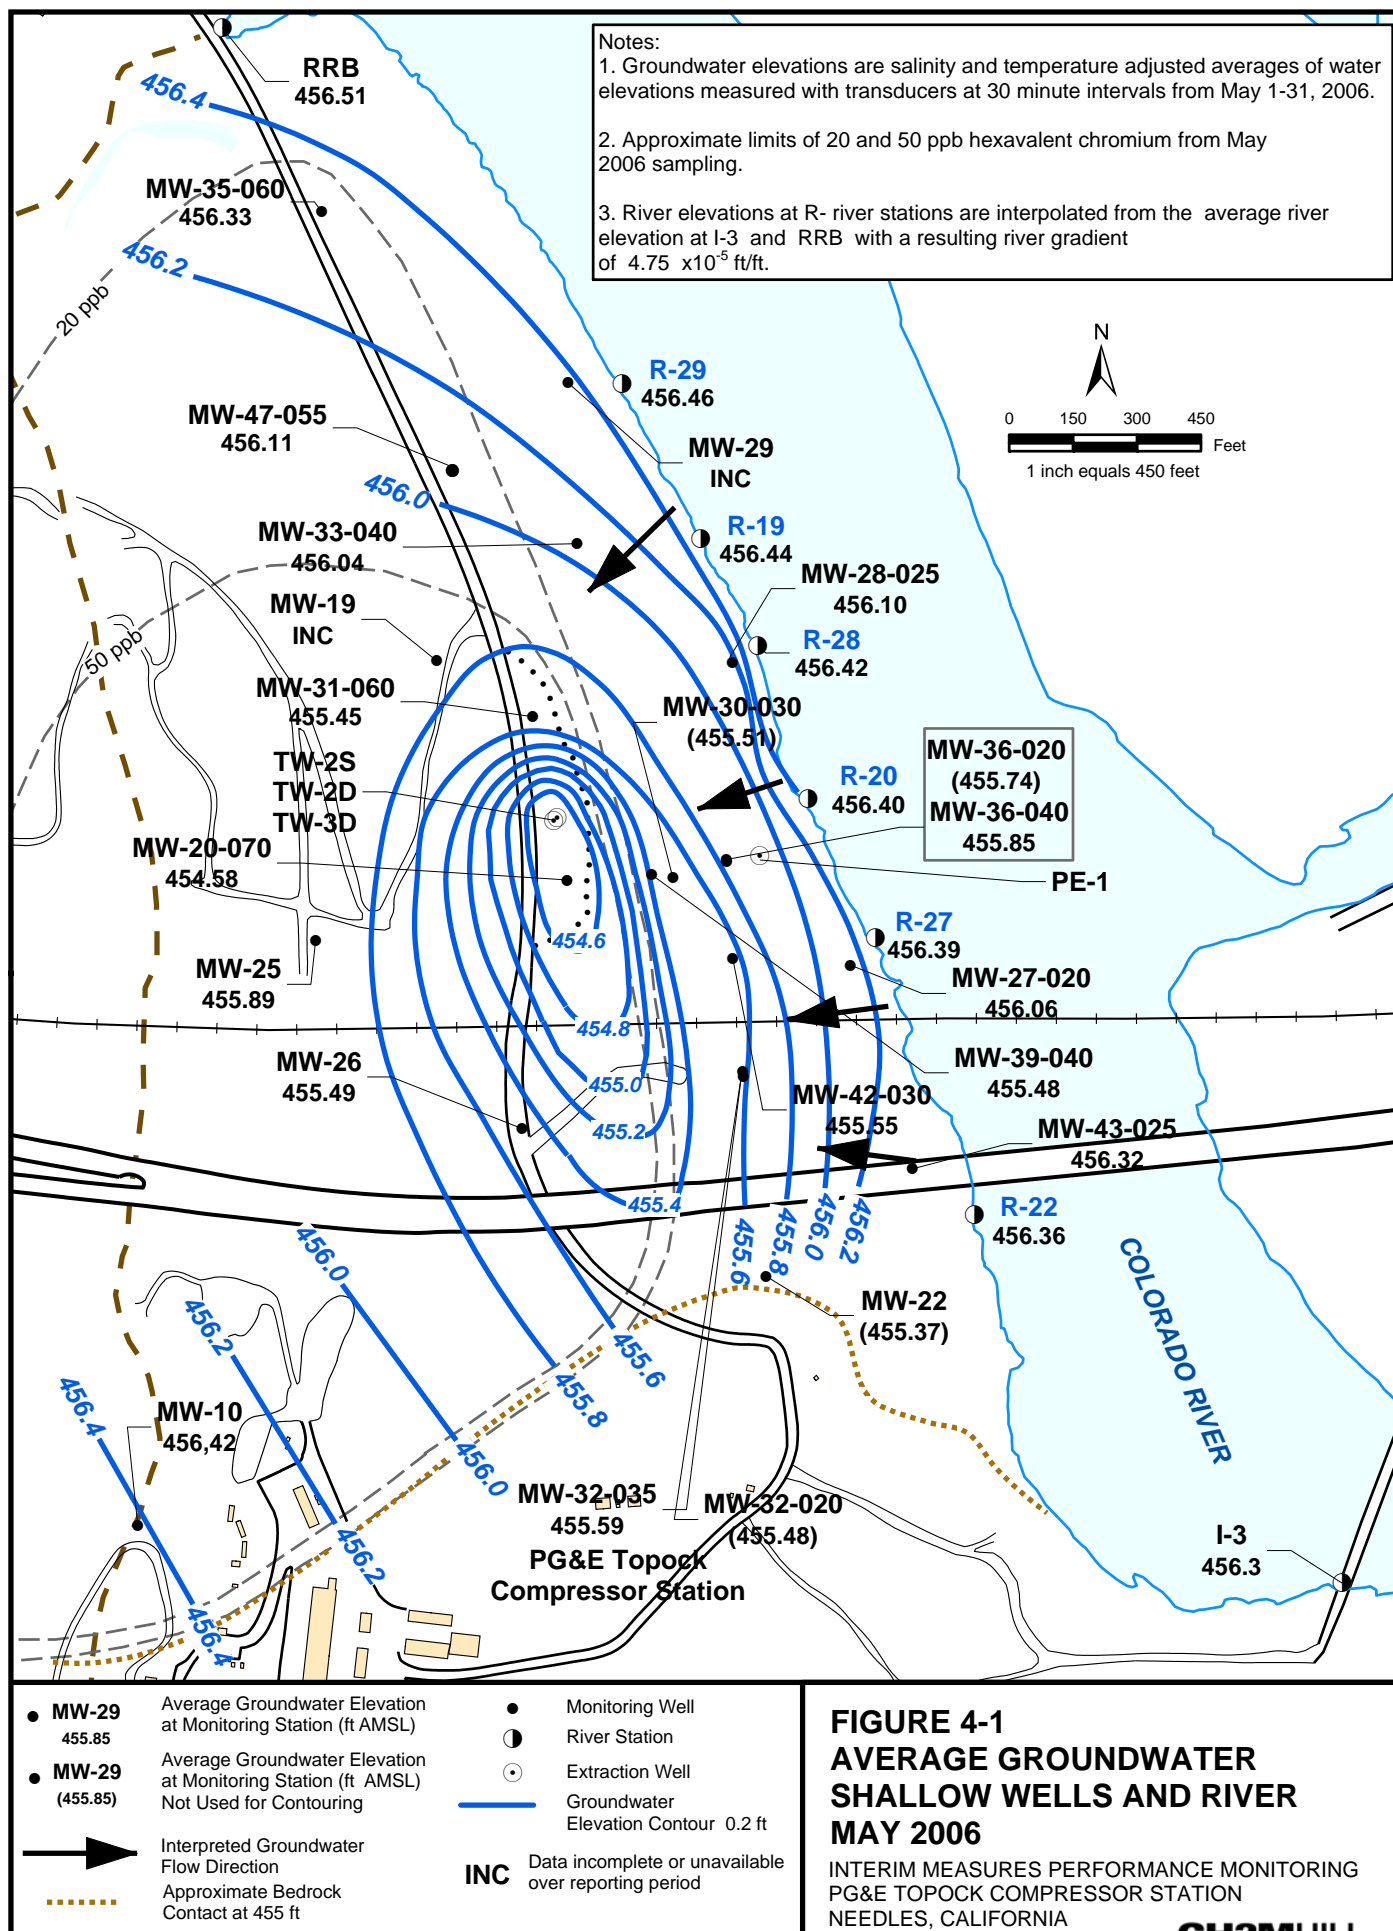 Notes:
1. Groundwater elevations are salinity and temperature adjusted averages of water
elevations measured with transducers at 30 minute intervals from May 1-31, 2006.
2. Approximate limits of 20 and 50 ppb hexavalent chromium from May
2006 sampling.
3. River elevations at R- river stations are interpolated from the average river
elevation at I-3 and RRB with a resulting river gradient
of 4.75 x10-5 ft/ft.
RRB
456.51
456.4
MW-35-060
456.33
456.2
20 ppb
N
0 150 300 450
Feet
1 inch equals 450 feet
R-29
456.46
MW-47-055
456.11
MW-29
INC
456.0
MW-33-040
456.04
R-19
456.44
MW-28-025
456.10
MW-19
INC
50 ppb
R-28
456.42
MW-31-060
455.45
MW-30-030
(455.51)
MW-36-020
(455.74)
MW-36-040
455.85
TW-2S
TW-2D
TW-3D
R-20
456.40
MW-20-070
454.58
PE-1
R-27
456.39
454.6
MW-25
455.89
MW-27-020
456.06
454.8
MW-26
455.49
MW-39-040
455.48
455.0
MW-42-030
455.55
455.2
MW-43-025
456.32
455.4
R-22
456.36
456.0
455.6
455.8
456.0
456.2
COLORADO RIVER
456.2
MW-22
(455.37)
455.6
455.8
456.4
MW-10
456,42
456.0
MW-32-035
455.59
MW-32-020
(455.48)
456.2
I-3
456.3
PG&E Topock
Compressor Station
456.4
MW-29
455.85
Average Groundwater Elevation
at Monitoring Station (ft AMSL)
MW-29
(455.85)
Average Groundwater Elevation
at Monitoring Station (ft AMSL)
Not Used for Contouring
Interpreted Groundwater
Flow Direction
Approximate Bedrock
Contact at 455 ft
Monitoring Well
River Station
Extraction Well
Groundwater
Elevation Contour 0.2 ft
INC
Data incomplete or unavailable
over reporting period
FIGURE 4-1
AVERAGE GROUNDWATER
SHALLOW WELLS AND RIVER
MAY 2006
INTERIM MEASURES PERFORMANCE MONITORING
PG&E TOPOCK COMPRESSOR STATION
NEEDLES, CALIFORNIA